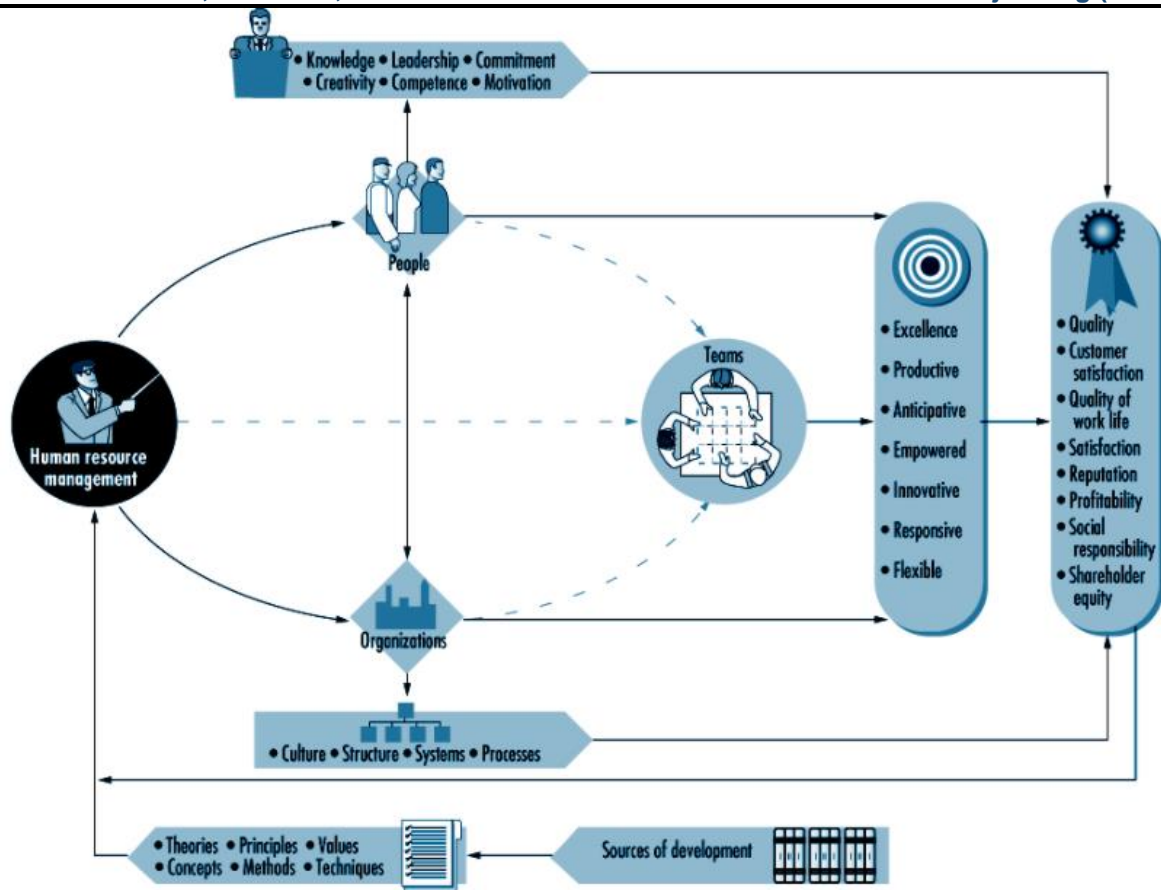 • Knowledge • Leadership • Commitment
• Creativity • Competence • Motivation
People
Human resource
management
Teams
• Excellence
• Productive
• Anticipative
• Empowered
• Innovative
• Responsive
• Flexible
• Quality
• Customer
satisfaction
• Quality of
work life
• Satisfaction
• Reputation
• Profitability
• Social
responsibility
• Shareholder
equity
Organizations
• Culture • Structure • Systems • Processes
• Theories • Principles • Values
• Concepts • Methods • Techniques
Sources of development